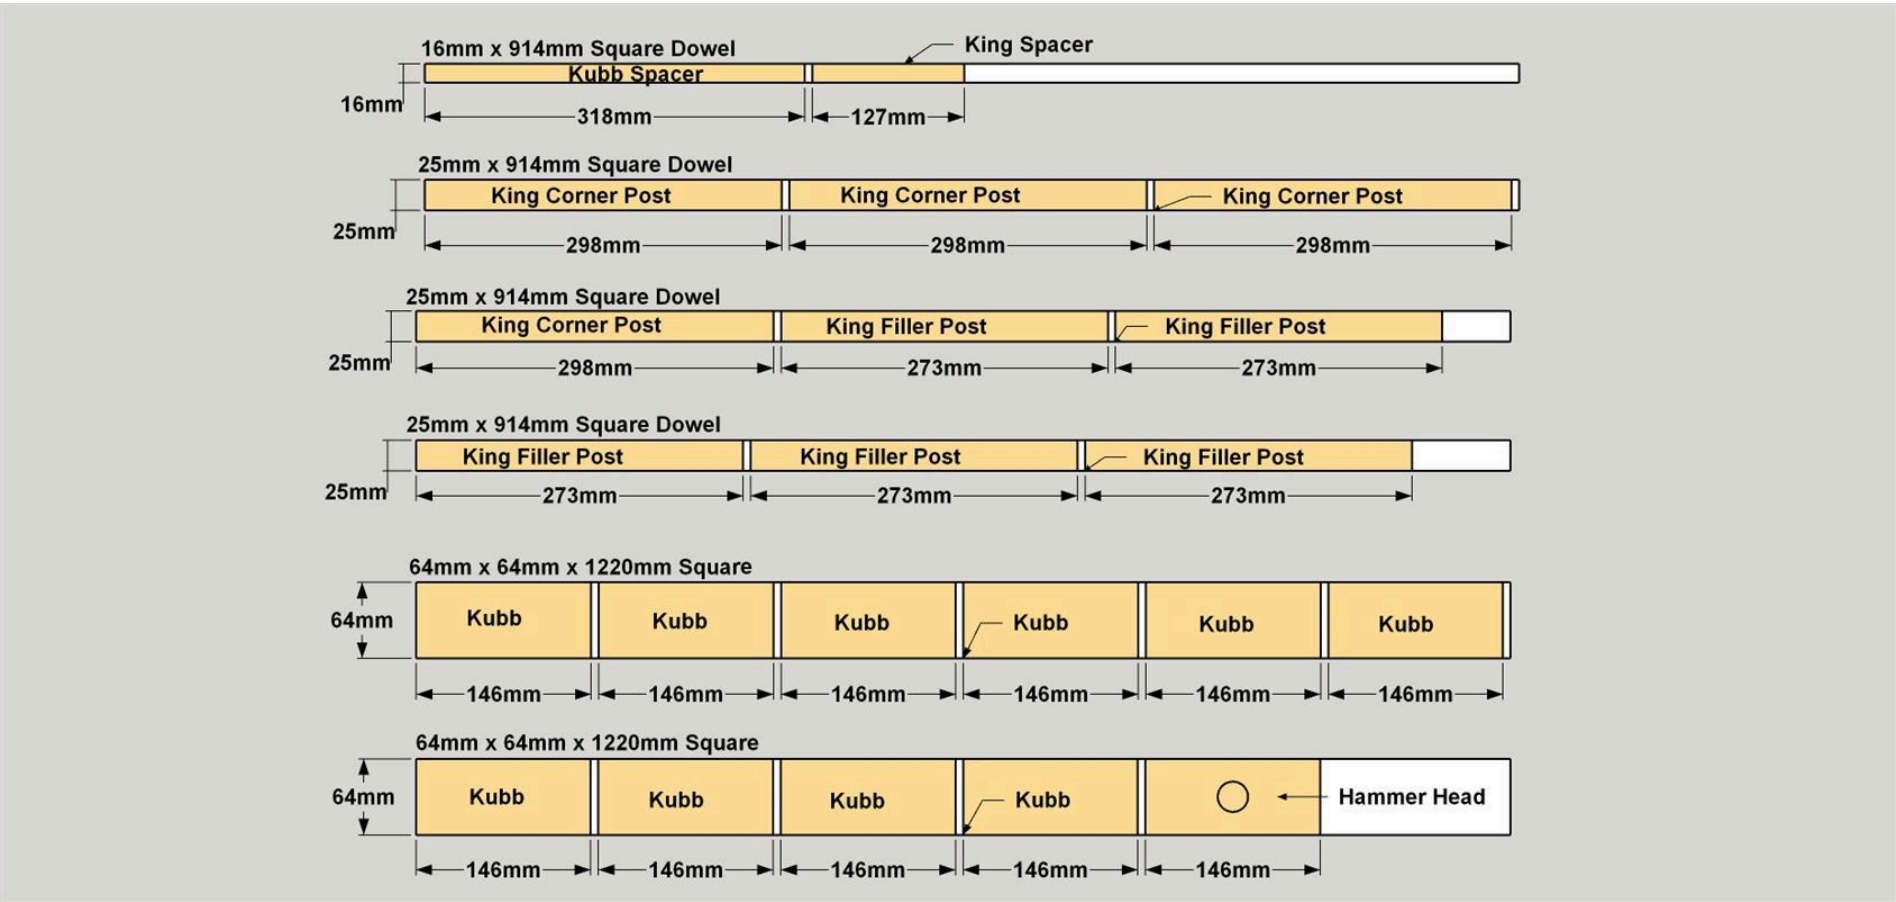 16mm x 914mm Square Dowel
King Spacer
Kubb Spacer
16mm
318mm 127mm
25mm x 914mm Square Dowel
King Corner Post King Corner Post King Corner Post
25mm
298mm 298mm 298mm
25mm x 914mm Square Dowel
King Corner Post King Filler Post King Filler Post
25mm
298mm 273mm 273mm
25mm x 914mm Square Dowel
King Filler Post King Filler Post King Filler Post
25mm
273mm 273mm 273mm
64mm x 64mm x 1220mm Square
64mm
Kubb Kubb Kubb Kubb Kubb Kubb
146mm 146mm 146mm 146mm 146mm 146mm
64mm x 64mm x 1220mm Square
64mm
Kubb Kubb Kubb Kubb Hammer Head
146mm 146mm 146mm 146mm 146mm